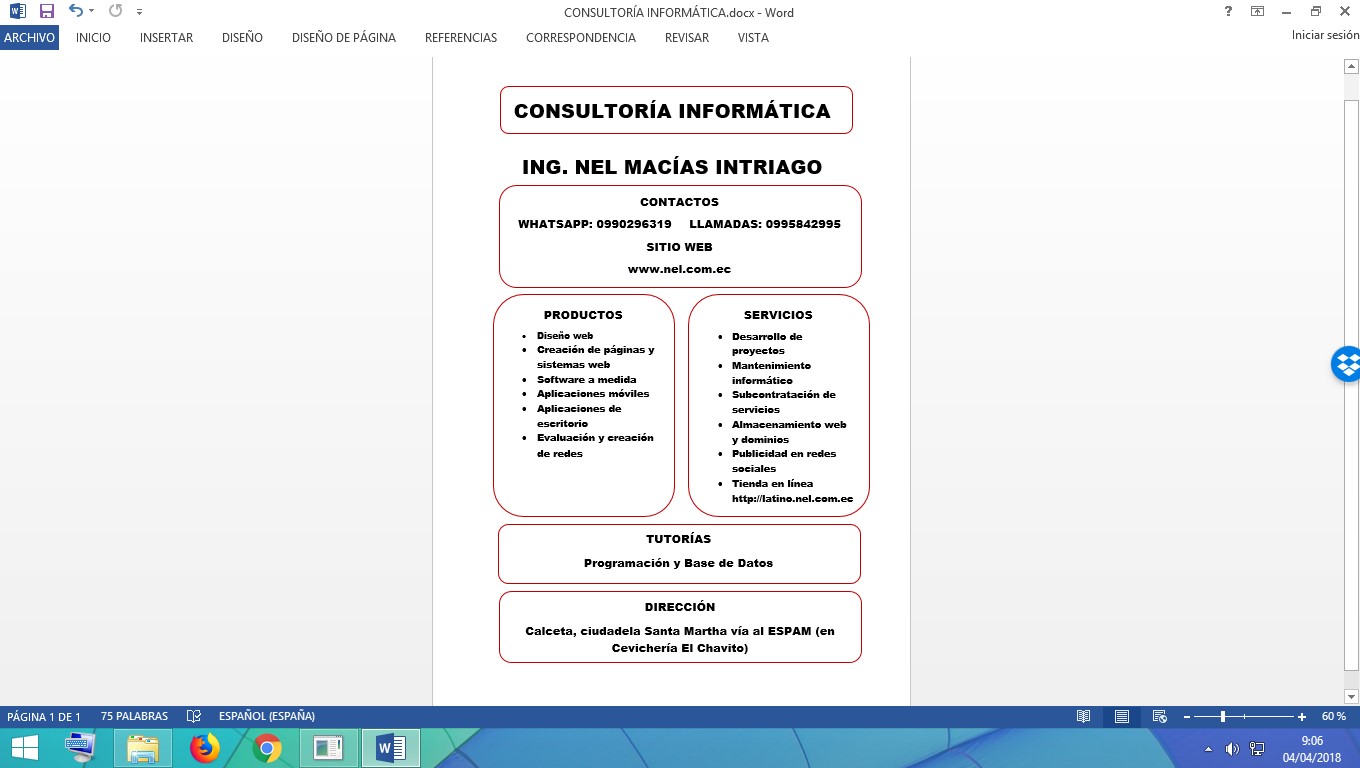 CONSULTORÍA INFORMÁTICA.docx - Word
ARCHIVO INICIO INSERTAR DISEÑO DISEÑO DE PÁGINA REFERENCIAS CORRESPONDENCIA REVISAR VISTA Iniciar sesión
CONSULTORÍA INFORMÁTICA
ING. NEL MACÍAS INTRIAGO
CONTACTOS
WHATSAPP: 0990296319 LLAMADAS: 0995842995
SITIO WEB
www.nel.com.ec
PRODUCTOS
• Diseño web
• Creación de páginas y
sistemas web
• Software a medida
• Aplicaciones móviles
• Aplicaciones de
escritorio
• Evaluación y creación
de redes
SERVICIOS
• Desarrollo de
proyectos
• Mantenimiento
informático
• Subcontratación de
servicios
• Almacenamiento web
y dominios
• Publicidad en redes
sociales
• Tienda en línea
http://latino.nel.com.ec
TUTORÍAS
Programación y Base de Datos
DIRECCIÓN
Calceta, ciudadela Santa Martha vía al ESPAM (en
Cevichería El Chavito)
PÁGINA 1 DE 1 75 PALABRAS ESPAÑOL (ESPAÑA) 60 %
9:06
04/04/2018